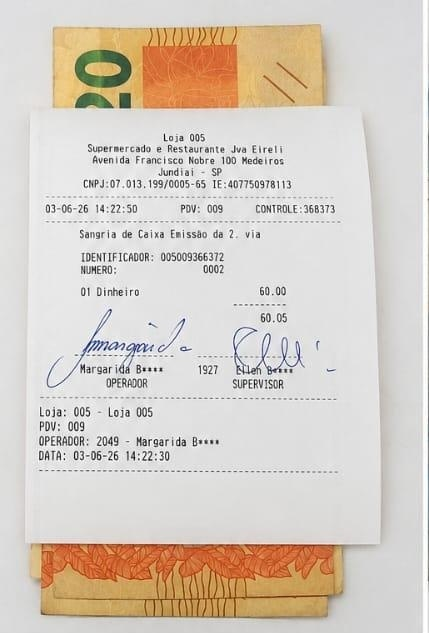 20
Loja 005
Supermercado e Restaurante Jva Eireli
Avenida Francisco Nobre 100 Medeiros
Jundiai - SP
CNPJ:07.013.199/0005-65 IE:407750978113
03-06-26 14:22:50 PDV: 009 CONTROLE:368373
Sangria de Caixa Emissão da 2. via
IDENTIFICADOR: 005009366372
NUMERO: 0002
01 Dinheiro 60.00
60.05
Margarida B**** 1927 Ellen B****
OPERADOR SUPERVISOR
Loja: 005 - Loja 005
PDV: 009
OPERADOR: 2049 - Margarida B****
DATA: 03-06-26 14:22:30